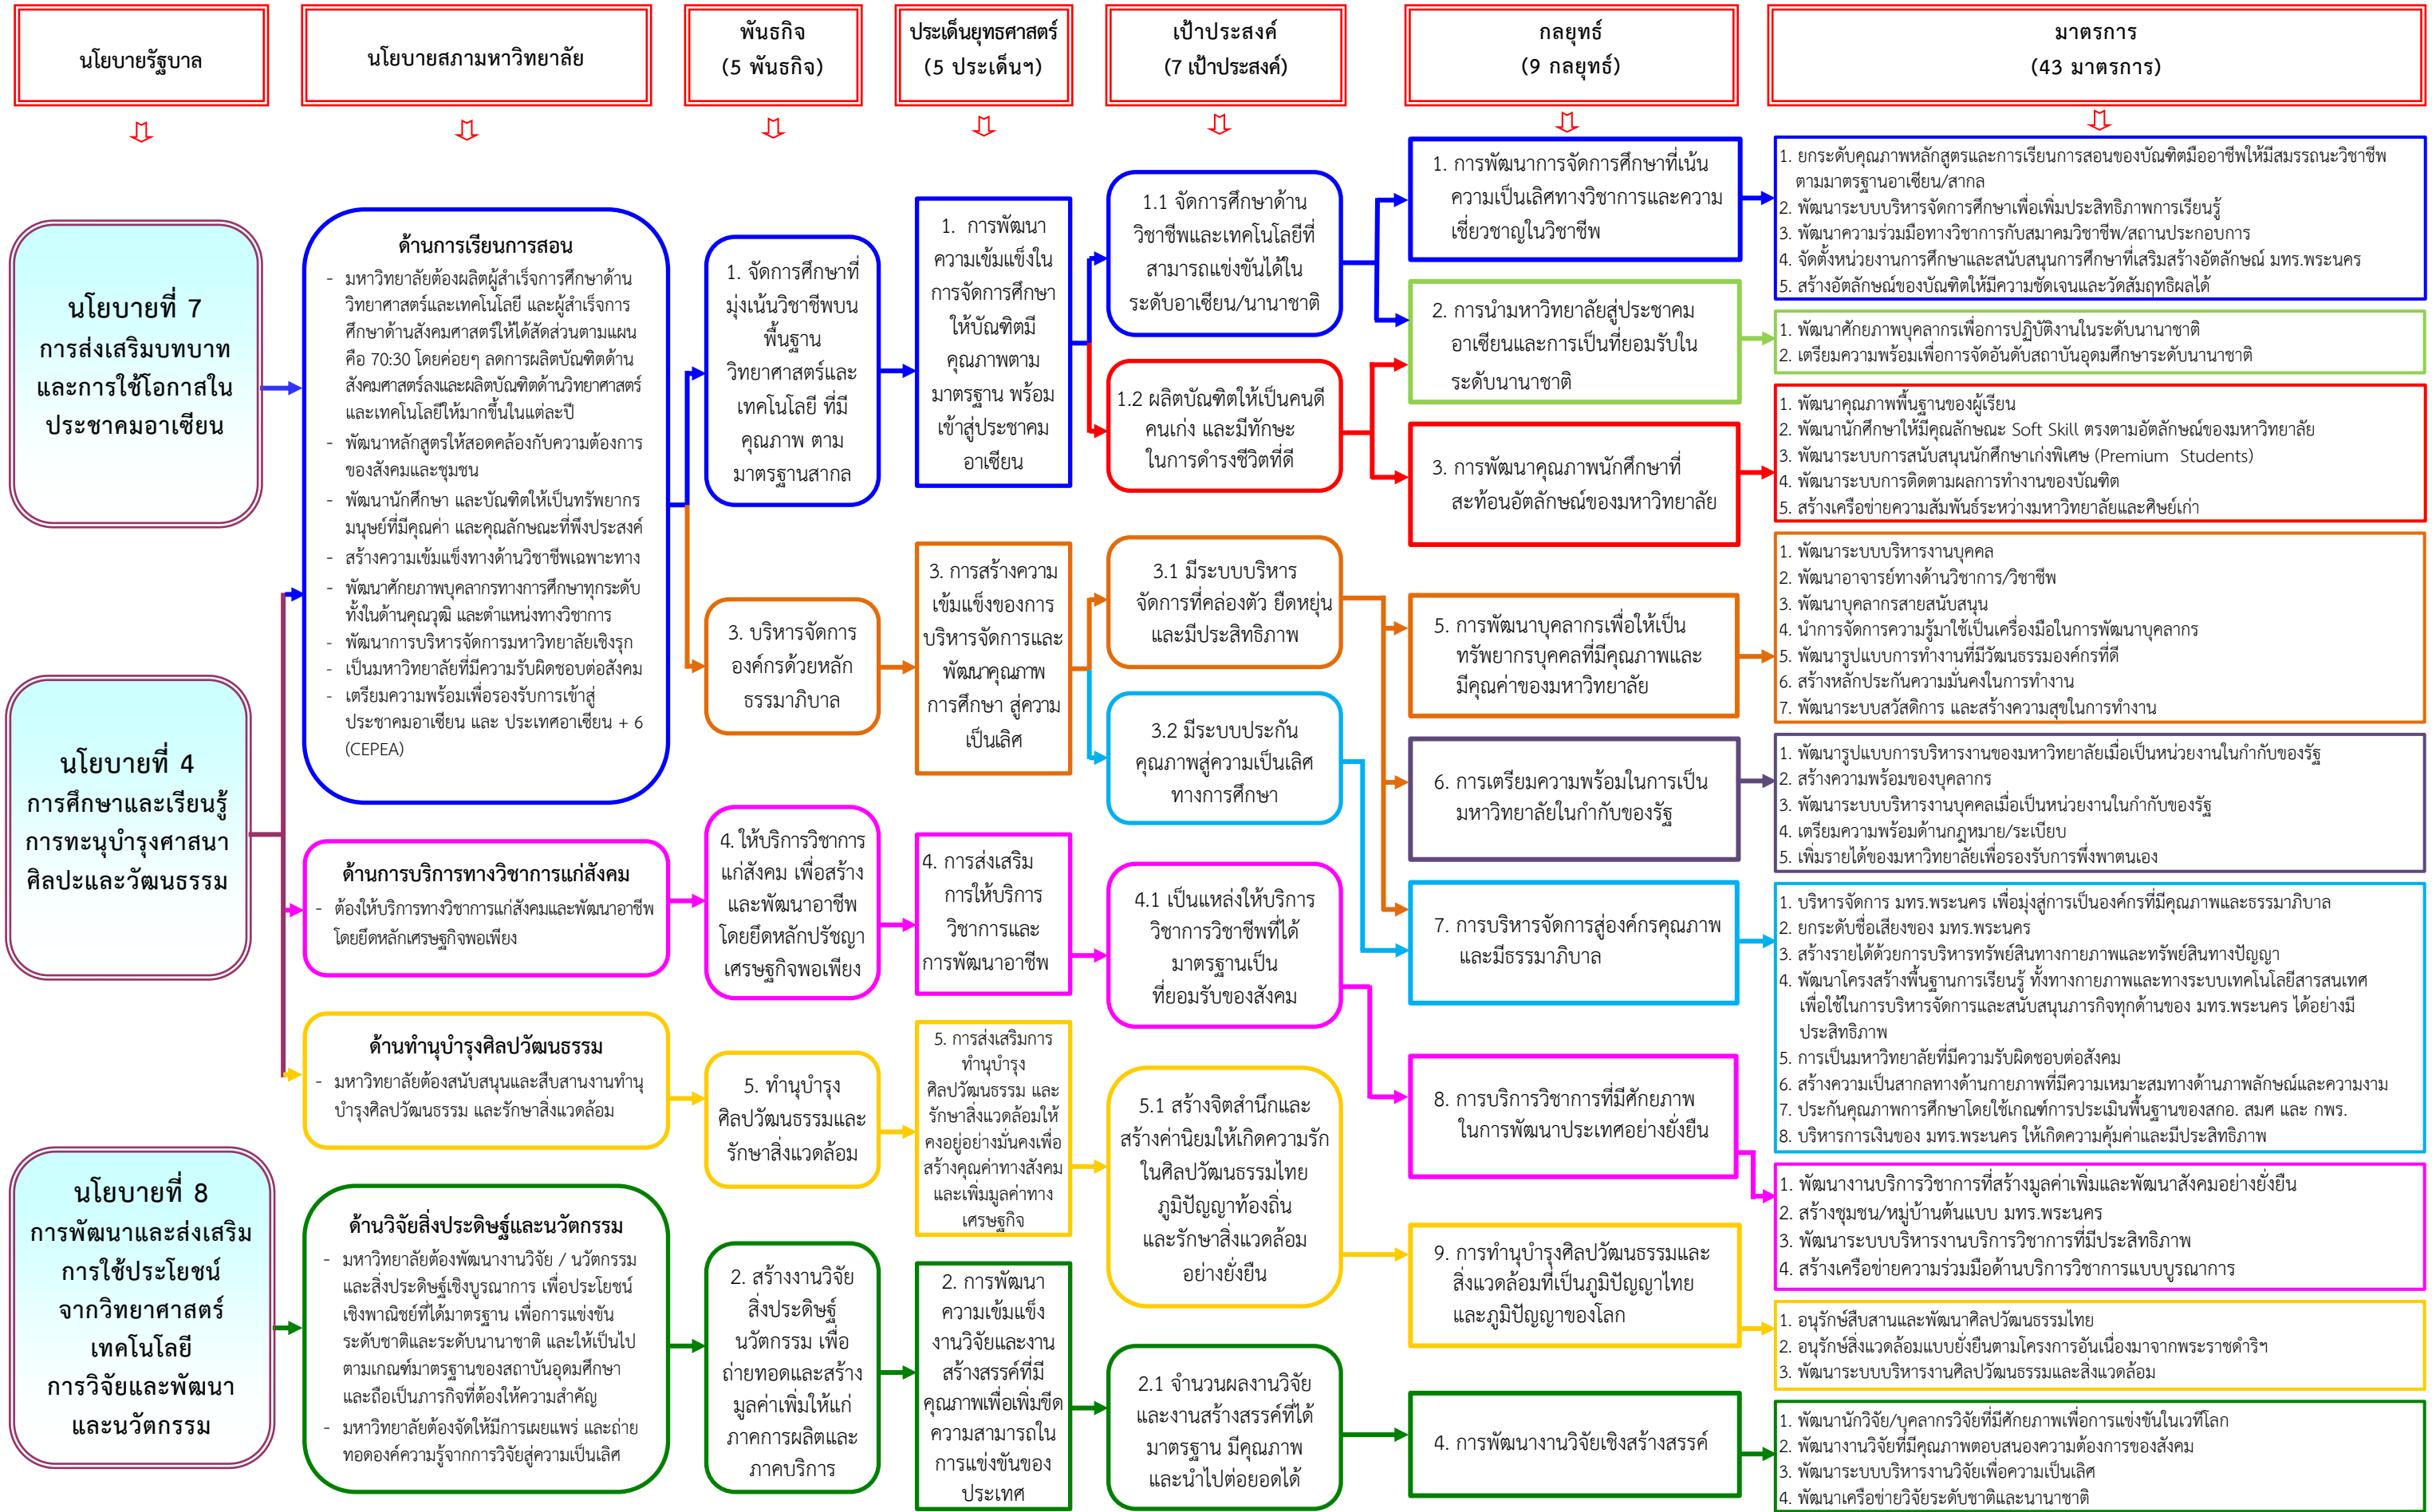 นโยบายรัฐบาล
นโยบายสภามหาวิทยาลัย
พันธกิจ
(5 พันธกิจ)
ประเด็นยุทธศาสตร์
(5 ประเด็นฯ)
เป้าประสงค์
(7 เป้าประสงค์)
กลยุทธ์
(9 กลยุทธ์)
มาตรการ
(43 มาตรการ)
นโยบายที่ 7
การส่งเสริมบทบาท
และการใช้โอกาสใน
ประชาคมอาเซียน
นโยบายที่ 4
การศึกษาและเรียนรู้
การทะนุบำรุงศาสนา
ศิลปะและวัฒนธรรม
นโยบายที่ 8
การพัฒนาและส่งเสริม
การใช้ประโยชน์
จากวิทยาศาสตร์
เทคโนโลยี
การวิจัยและพัฒนา
และนวัตกรรม
ด้านการเรียนการสอน
- มหาวิทยาลัยต้องผลิตผู้สำเร็จการศึกษาด้าน
วิทยาศาสตร์และเทคโนโลยี และผู้สำเร็จการ
ศึกษาด้านสังคมศาสตร์ให้ได้สัดส่วนตามแผน
คือ 70:30 โดยค่อยๆ ลดการผลิตบัณฑิตด้าน
สังคมศาสตร์ลงและผลิตบัณฑิตด้านวิทยาศาสตร์
และเทคโนโลยีให้มากขึ้นในแต่ละปี
- พัฒนาหลักสูตรให้สอดคล้องกับความต้องการ
ของสังคมและชุมชน
- พัฒนานักศึกษา และบัณฑิตให้เป็นทรัพยากร
มนุษย์ที่มีคุณค่า และคุณลักษณะที่พึงประสงค์
- สร้างความเข้มแข็งทางด้านวิชาชีพเฉพาะทาง
- พัฒนาศักยภาพบุคลากรทางการศึกษาทุกระดับ
ทั้งในด้านคุณวุฒิ และตำแหน่งทางวิชาการ
- พัฒนาการบริหารจัดการมหาวิทยาลัยเชิงรุก
- เป็นมหาวิทยาลัยที่มีความรับผิดชอบต่อสังคม
- เตรียมความพร้อมเพื่อรองรับการเข้าสู่
ประชาคมอาเซียน และ ประเทศอาเซียน + 6
(CEPEA)
ด้านการบริการทางวิชาการแก่สังคม
- ต้องให้บริการทางวิชาการแก่สังคมและพัฒนาอาชีพ
โดยยึดหลักเศรษฐกิจพอเพียง
ด้านทำนุบำรุงศิลปวัฒนธรรม
- มหาวิทยาลัยต้องสนับสนุนและสืบสานงานทำนุ
บำรุงศิลปวัฒนธรรม และรักษาสิ่งแวดล้อม
ด้านวิจัยสิ่งประดิษฐ์และนวัตกรรม
- มหาวิทยาลัยต้องพัฒนางานวิจัย / นวัตกรรม
และสิ่งประดิษฐ์เชิงบูรณาการ เพื่อประโยชน์
เชิงพาณิชย์ที่ได้มาตรฐาน เพื่อการแข่งขัน
ระดับชาติและระดับนานาชาติ และให้เป็นไป
ตามเกณฑ์มาตรฐานของสถาบันอุดมศึกษา
และถือเป็นภารกิจที่ต้องให้ความสำคัญ
- มหาวิทยาลัยต้องจัดให้มีการเผยแพร่ และถ่าย
ทอดองค์ความรู้จากการวิจัยสู่ความเป็นเลิศ
1. จัดการศึกษาที่
มุ่งเน้นวิชาชีพบน
พื้นฐาน
วิทยาศาสตร์และ
เทคโนโลยี ที่มี
คุณภาพ ตาม
มาตรฐานสากล
3. บริหารจัดการ
องค์กรด้วยหลัก
ธรรมาภิบาล
4. ให้บริการวิชาการ
แก่สังคม เพื่อสร้าง
และพัฒนาอาชีพ
โดยยึดหลักปรัชญา
เศรษฐกิจพอเพียง
5. ทำนุบำรุง
ศิลปวัฒนธรรมและ
รักษาสิ่งแวดล้อม
2. สร้างงานวิจัย
สิ่งประดิษฐ์
นวัตกรรม เพื่อ
ถ่ายทอดและสร้าง
มูลค่าเพิ่มให้แก่
ภาคการผลิตและ
ภาคบริการ
1. การพัฒนา
ความเข้มแข็งใน
การจัดการศึกษา
ให้บัณฑิตมี
คุณภาพตาม
มาตรฐาน พร้อม
เข้าสู่ประชาคม
อาเซียน
3. การสร้างความ
เข้มแข็งของการ
บริหารจัดการและ
พัฒนาคุณภาพ
การศึกษา สู่ความ
เป็นเลิศ
4. การส่งเสริม
การให้บริการ
วิชาการและ
การพัฒนาอาชีพ
5. การส่งเสริมการ
ทำนุบำรุง
ศิลปวัฒนธรรม และ
รักษาสิ่งแวดล้อมให้
คงอยู่อย่างมั่นคงเพื่อ
สร้างคุณค่าทางสังคม
และเพิ่มมูลค่าทาง
เศรษฐกิจ
2. การพัฒนา
ความเข้มแข็ง
งานวิจัยและงาน
สร้างสรรค์ที่มี
คุณภาพเพื่อเพิ่มขีด
ความสามารถใน
การแข่งขันของ
ประเทศ
1.1 จัดการศึกษาด้าน
วิชาชีพและเทคโนโลยีที่
สามารถแข่งขันได้ใน
ระดับอาเซียน/นานาชาติ
1.2 ผลิตบัณฑิตให้เป็นคนดี
คนเก่ง และมีทักษะ
ในการดำรงชีวิตที่ดี
3.1 มีระบบบริหาร
จัดการที่คล่องตัว ยืดหยุ่น
และมีประสิทธิภาพ
3.2 มีระบบประกัน
คุณภาพสู่ความเป็นเลิศ
ทางการศึกษา
4.1 เป็นแหล่งให้บริการ
วิชาการวิชาชีพที่ได้
มาตรฐานเป็น
ที่ยอมรับของสังคม
5.1 สร้างจิตสำนึกและ
สร้างค่านิยมให้เกิดความรัก
ในศิลปวัฒนธรรมไทย
ภูมิปัญญาท้องถิ่น
และรักษาสิ่งแวดล้อม
อย่างยั่งยืน
2.1 จำนวนผลงานวิจัย
และงานสร้างสรรค์ที่ได้
มาตรฐาน มีคุณภาพ
และนำไปต่อยอดได้
1. การพัฒนาการจัดการศึกษาที่เน้น
ความเป็นเลิศทางวิชาการและความ
เชี่ยวชาญในวิชาชีพ
2. การนำมหาวิทยาลัยสู่ประชาคม
อาเซียนและการเป็นที่ยอมรับใน
ระดับนานาชาติ
3. การพัฒนาคุณภาพนักศึกษาที่
สะท้อนอัตลักษณ์ของมหาวิทยาลัย
5. การพัฒนาบุคลากรเพื่อให้เป็น
ทรัพยากรบุคคลที่มีคุณภาพและ
มีคุณค่าของมหาวิทยาลัย
6. การเตรียมความพร้อมในการเป็น
มหาวิทยาลัยในกำกับของรัฐ
7. การบริหารจัดการสู่องค์กรคุณภาพ
และมีธรรมาภิบาล
8. การบริการวิชาการที่มีศักยภาพ
ในการพัฒนาประเทศอย่างยั่งยืน
9. การทำนุบำรุงศิลปวัฒนธรรมและ
สิ่งแวดล้อมที่เป็นภูมิปัญญาไทย
และภูมิปัญญาของโลก
4. การพัฒนางานวิจัยเชิงสร้างสรรค์
1. ยกระดับคุณภาพหลักสูตรและการเรียนการสอนของบัณฑิตมืออาชีพให้มีสมรรถนะวิชาชีพ
ตามมาตรฐานอาเซียน/สากล
2. พัฒนาระบบบริหารจัดการศึกษาเพื่อเพิ่มประสิทธิภาพการเรียนรู้
3. พัฒนาความร่วมมือทางวิชาการกับสมาคมวิชาชีพ/สถานประกอบการ
4. จัดตั้งหน่วยงานการศึกษาและสนับสนุนการศึกษาที่เสริมสร้างอัตลักษณ์ มทร.พระนคร
5. สร้างอัตลักษณ์ของบัณฑิตให้มีความชัดเจนและวัดสัมฤทธิผลได้
1. พัฒนาศักยภาพบุคลากรเพื่อการปฏิบัติงานในระดับนานาชาติ
2. เตรียมความพร้อมเพื่อการจัดอันดับสถาบันอุดมศึกษาระดับนานาชาติ
1. พัฒนาคุณภาพพื้นฐานของผู้เรียน
2. พัฒนานักศึกษาให้มีคุณลักษณะ Soft Skill ตรงตามอัตลักษณ์ของมหาวิทยาลัย
3. พัฒนาระบบการสนับสนุนนักศึกษาเก่งพิเศษ (Premium Students)
4. พัฒนาระบบการติดตามผลการทำงานของบัณฑิต
5. สร้างเครือข่ายความสัมพันธ์ระหว่างมหาวิทยาลัยและศิษย์เก่า
1. พัฒนาระบบบริหารงานบุคคล
2. พัฒนาอาจารย์ทางด้านวิชาการ/วิชาชีพ
3. พัฒนาบุคลากรสายสนับสนุน
4. นำการจัดการความรู้มาใช้เป็นเครื่องมือในการพัฒนาบุคลากร
5. พัฒนารูปแบบการทำงานที่มีวัฒนธรรมองค์กรที่ดี
6. สร้างหลักประกันความมั่นคงในการทำงาน
7. พัฒนาระบบสวัสดิการ และสร้างความสุขในการทำงาน
1. พัฒนารูปแบบการบริหารงานของมหาวิทยาลัยเมื่อเป็นหน่วยงานในกำกับของรัฐ
2. สร้างความพร้อมของบุคลากร
3. พัฒนาระบบบริหารงานบุคคลเมื่อเป็นหน่วยงานในกำกับของรัฐ
4. เตรียมความพร้อมด้านกฎหมาย/ระเบียบ
5. เพิ่มรายได้ของมหาวิทยาลัยเพื่อรองรับการพึ่งพาตนเอง
1. บริหารจัดการ มทร.พระนคร เพื่อมุ่งสู่การเป็นองค์กรที่มีคุณภาพและธรรมาภิบาล
2. ยกระดับชื่อเสียงของ มทร.พระนคร
3. สร้างรายได้ด้วยการบริหารทรัพย์สินทางกายภาพและทรัพย์สินทางปัญญา
4. พัฒนาโครงสร้างพื้นฐานการเรียนรู้ ทั้งทางกายภาพและทางระบบเทคโนโลยีสารสนเทศ
เพื่อใช้ในการบริหารจัดการและสนับสนุนภารกิจทุกด้านของ มทร.พระนคร ได้อย่างมี
ประสิทธิภาพ
5. การเป็นมหาวิทยาลัยที่มีความรับผิดชอบต่อสังคม
6. สร้างความเป็นสากลทางด้านกายภาพที่มีความเหมาะสมทางด้านภาพลักษณ์และความงาม
7. ประกันคุณภาพการศึกษาโดยใช้เกณฑ์การประเมินพื้นฐานของสกอ. สมศ และ กพร.
8. บริหารการเงินของ มทร.พระนคร ให้เกิดความคุ้มค่าและมีประสิทธิภาพ
1. พัฒนางานบริการวิชาการที่สร้างมูลค่าเพิ่มและพัฒนาสังคมอย่างยั่งยืน
2. สร้างชุมชน/หมู่บ้านต้นแบบ มทร.พระนคร
3. พัฒนาระบบบริหารงานบริการวิชาการที่มีประสิทธิภาพ
4. สร้างเครือข่ายความร่วมมือด้านบริการวิชาการแบบบูรณาการ
1. อนุรักษ์สืบสานและพัฒนาศิลปวัฒนธรรมไทย
2. อนุรักษ์สิ่งแวดล้อมแบบยั่งยืนตามโครงการอันเนื่องมาจากพระราชดำริฯ
3. พัฒนาระบบบริหารงานศิลปวัฒนธรรมและสิ่งแวดล้อม
1. พัฒนานักวิจัย/บุคลากรวิจัยที่มีศักยภาพเพื่อการแข่งขันในเวทีโลก
2. พัฒนางานวิจัยที่มีคุณภาพตอบสนองความต้องการของสังคม
3. พัฒนาระบบบริหารงานวิจัยเพื่อความเป็นเลิศ
4. พัฒนาเครือข่ายวิจัยระดับชาติและนานาชาติ